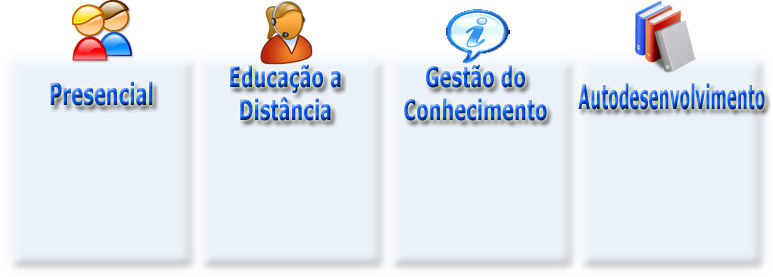 Presencial
Educação a
Distância
Gestão do
Conhecimento
Autodesenvolvimento